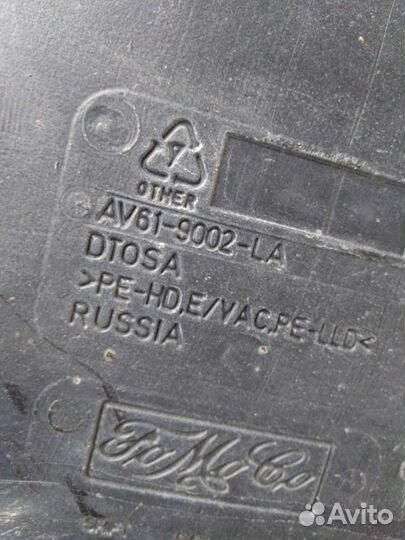 7
OTHER
AV61-9002-LA
DTOSA
>PE-HD,E/VAC,PE-LLD<
RUSSIA
FoMoCo
Avito